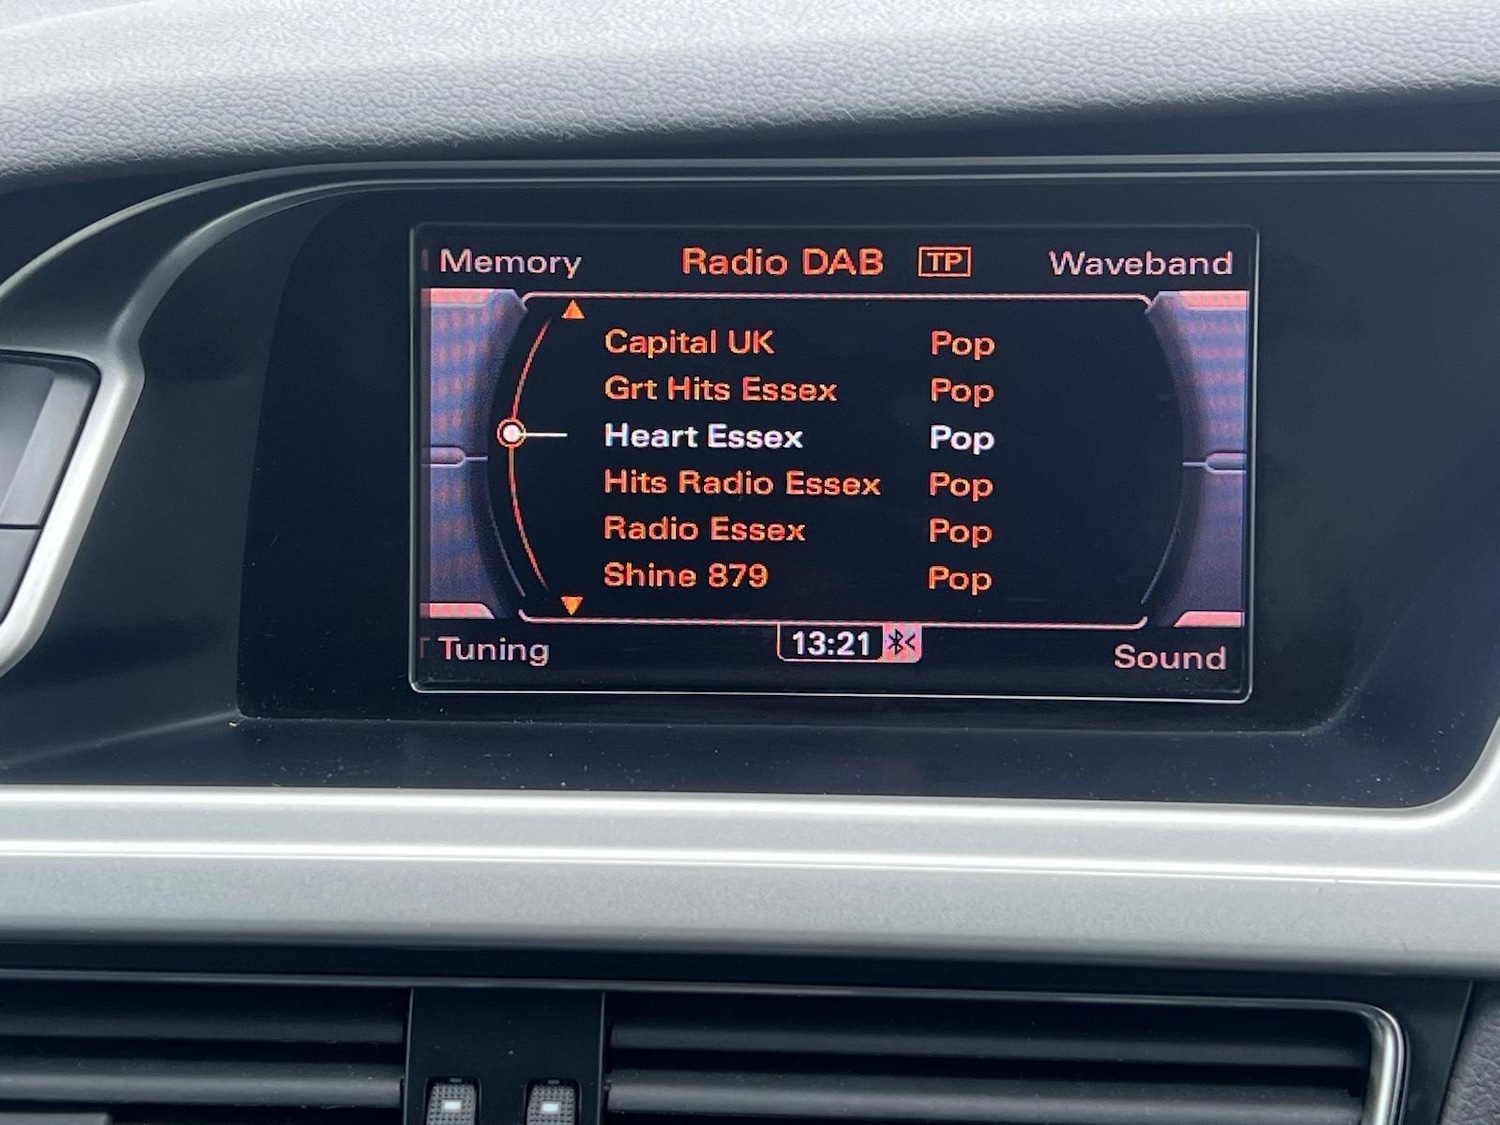 Memory Radio DAB TP Waveband
Capital UK Pop
Grt Hits Essex Pop
Heart Essex Pop
Hits Radio Essex Pop
Radio Essex Pop
Shine 879 Pop
Tuning 13:21 Sound